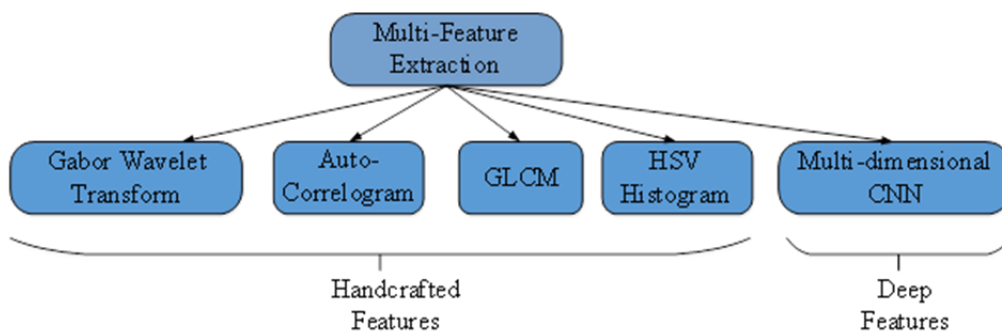 Multi-Feature
Extraction
Gabor Wavelet
Transform
Auto-
Correlogram
GLCM
HSV
Histogram
Multi-dimensional
CNN
Handcrafted
Features
Deep
Features